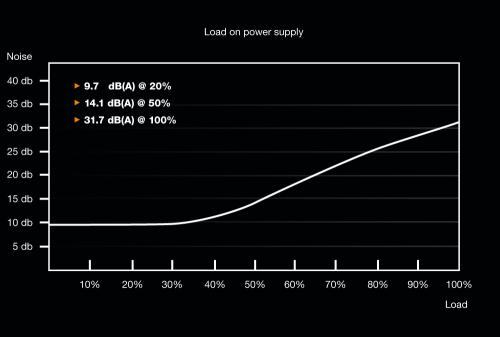 Load on power supply
Noise
40 db
35 db
30 db
25 db
20 db
15 db
10 db
5 db
► 9.7 dB(A) @ 20%
► 14.1 dB(A) @ 50%
► 31.7 dB(A) @ 100%
10% 20% 30% 40% 50% 60% 70% 80% 90% 100%
Load